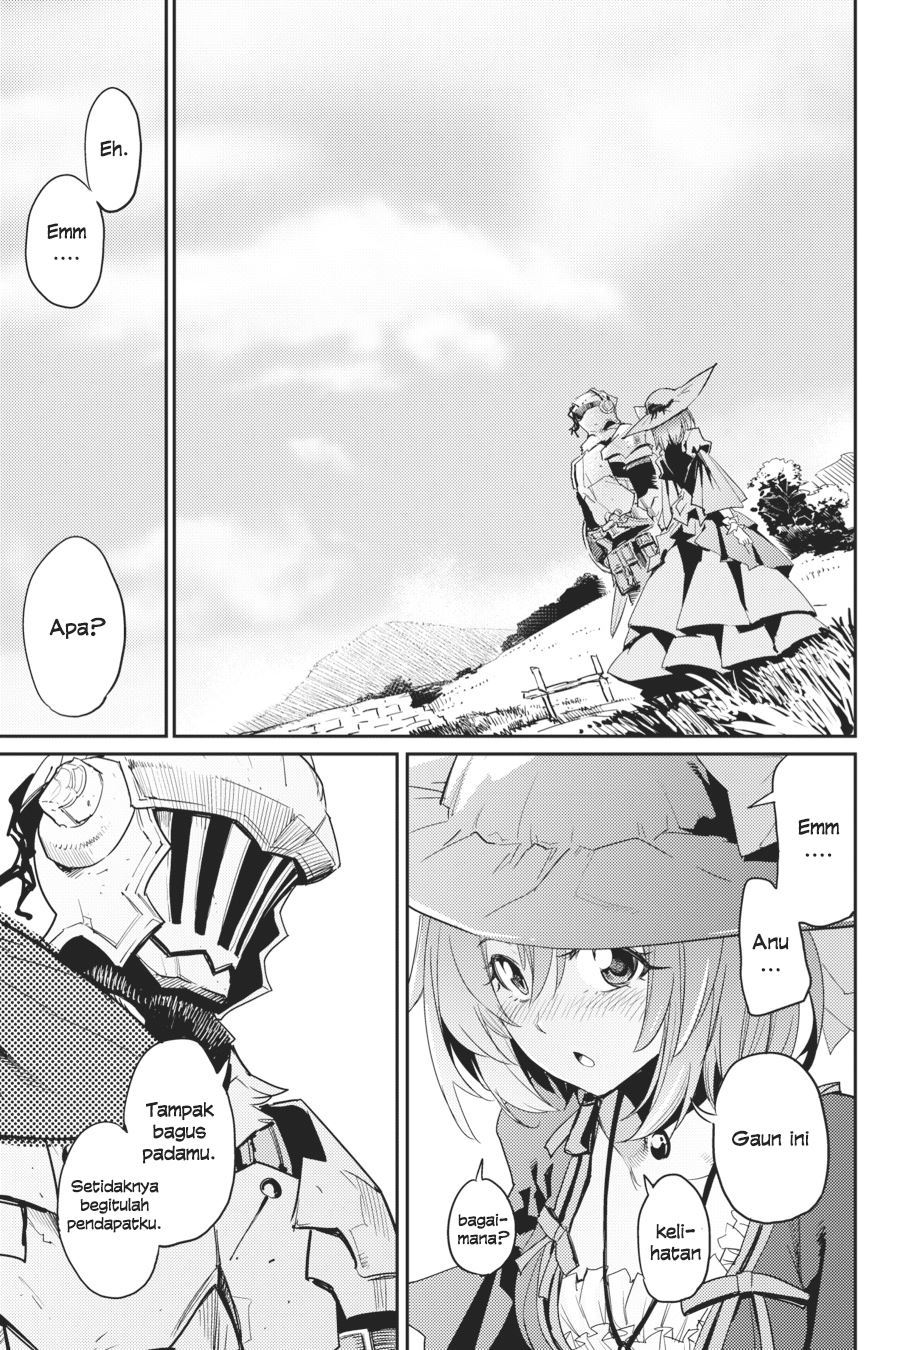 Eh.
Emm
....
Apa?
Emm
....
Anu
...
Gaun ini
keli-
hatan
bagai-
mana?
Tampak
bagus
padamu.
Setidaknya
begitulah
pendapatku.